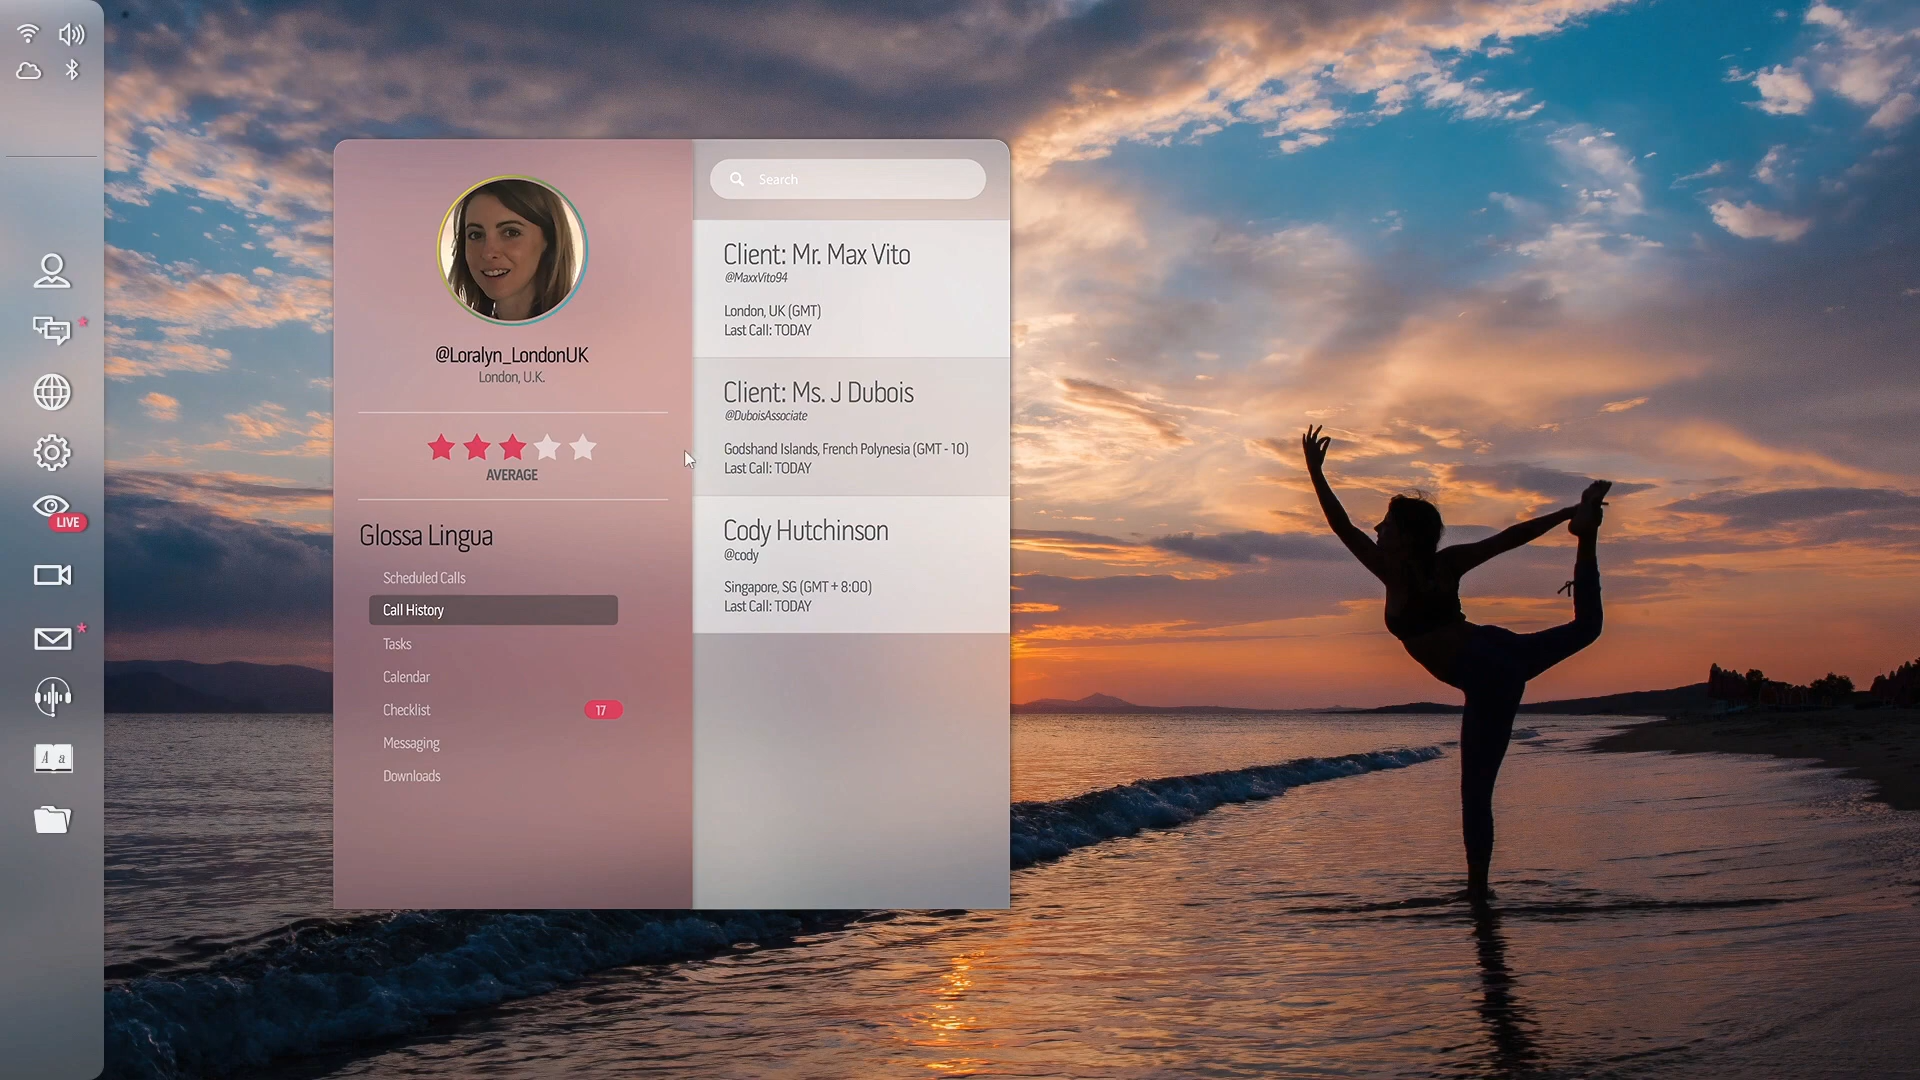 LIVE
A a
@Loralyn_LondonUK
London, U.K.
AVERAGE
Glossa Lingua
Scheduled Calls
Call History
Tasks
Calendar
Checklist 17
Messaging
Downloads
Search
Client: Mr. Max Vito
@MaxxVito94
London, UK (GMT)
Last Call: TODAY
Client: Ms. J Dubois
@DuboisAssociate
Godshand Islands, French Polynesia (GMT - 10)
Last Call: TODAY
Cody Hutchinson
@cody
Singapore, SG (GMT + 8:00)
Last Call: TODAY